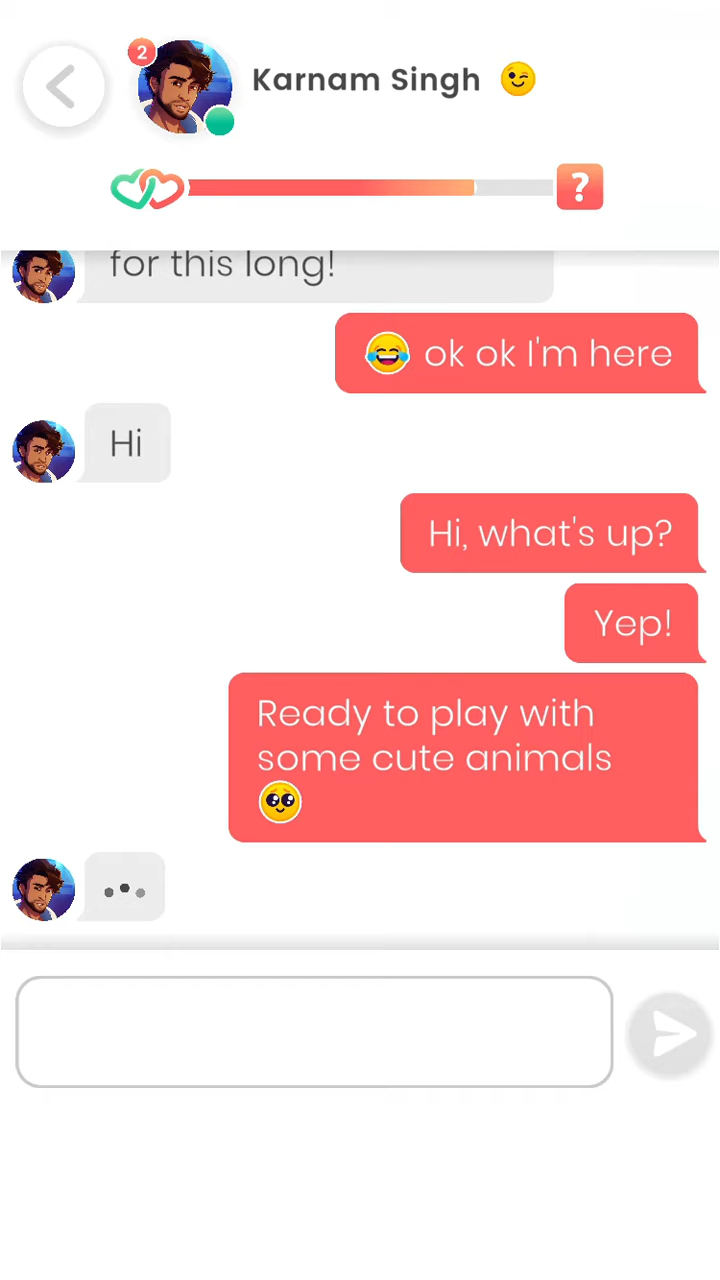 2
Karnam Singh 😉
?
for this long!
😂 ok ok I'm here
Hi
Hi, what's up?
Yep!
Ready to play with
some cute animals
🥺